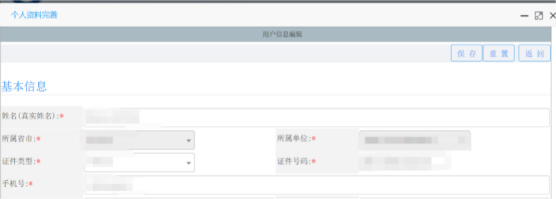 个人资料完善
用户信息编辑
保 存 重 置 返 回
基本信息
姓名(真实姓名):*
所属省市:* 所属单位:*
证件类型:* 证件号码:*
手机号:*